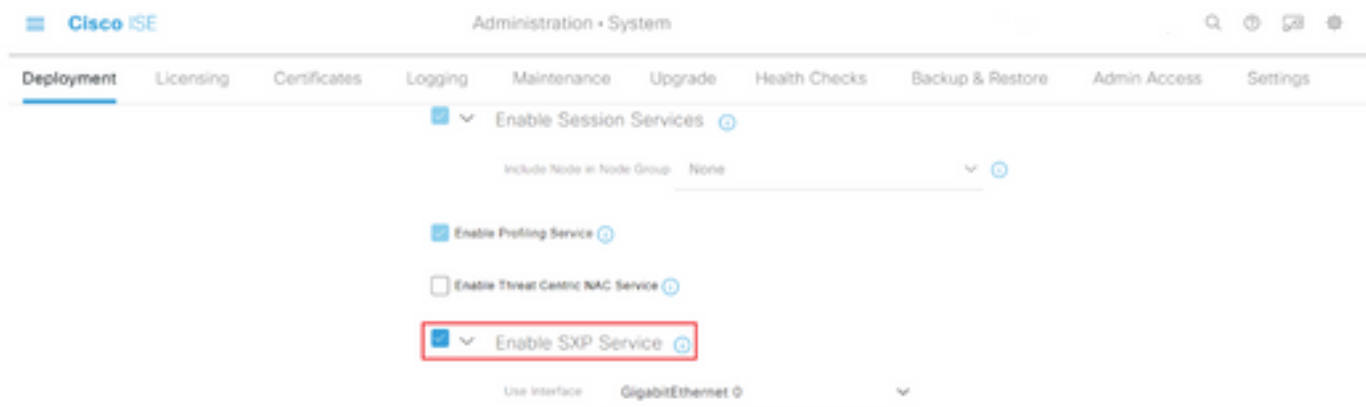 Cisco ISE
Administration • System
Deployment Licensing Certificates Logging Maintenance Upgrade Health Checks Backup & Restore Admin Access Settings
Enable Session Services
Include Node in Node Group None
Enable Profiling Service
Enable Threat Centric NAC Service
Enable SXP Service
Use Interface GigabitEthernet 0